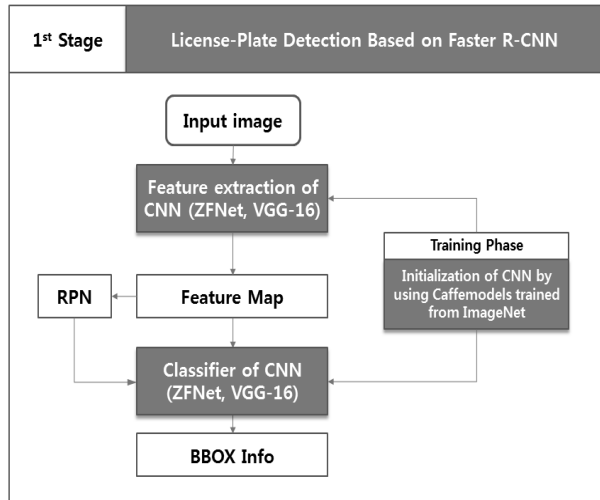 1st Stage
License-Plate Detection Based on Faster R-CNN
Input image
Feature extraction of
CNN (ZFNet, VGG-16)
Training Phase
Initialization of CNN by
using Caffemodels trained
from ImageNet
RPN
Feature Map
Classifier of CNN
(ZFNet, VGG-16)
BBOX Info